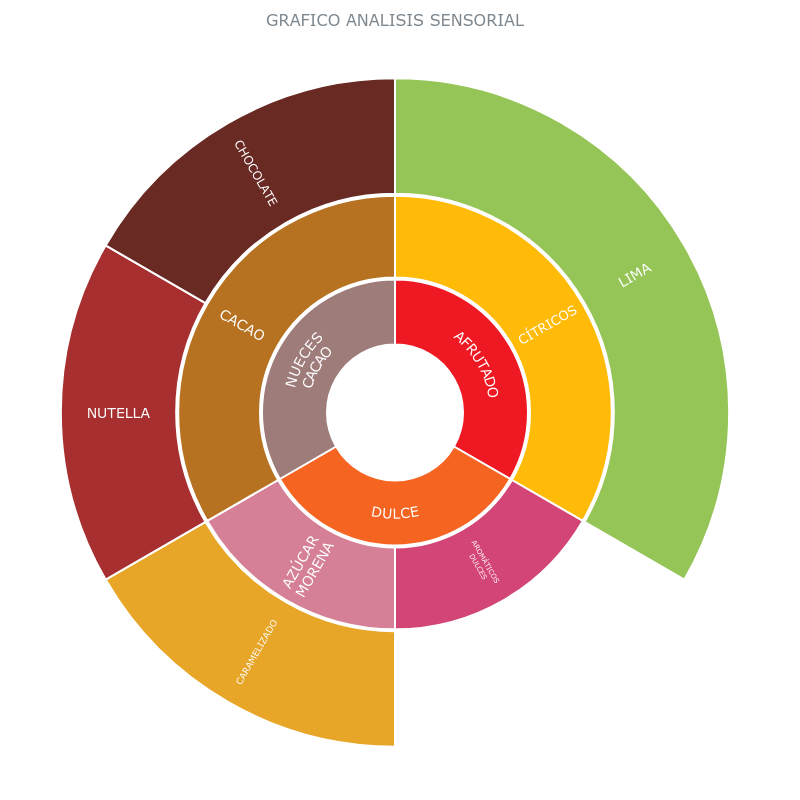 GRAFICO ANALISIS SENSORIAL
CHOCOLATE
LIMA
CACAO
CÍTRICOS
NUECES
CACAO
AFRUTADO
NUTELLA
DULCE
AZÚCAR
MORENA
AROMÁTICOS
DULCES
CARAMELIZADO